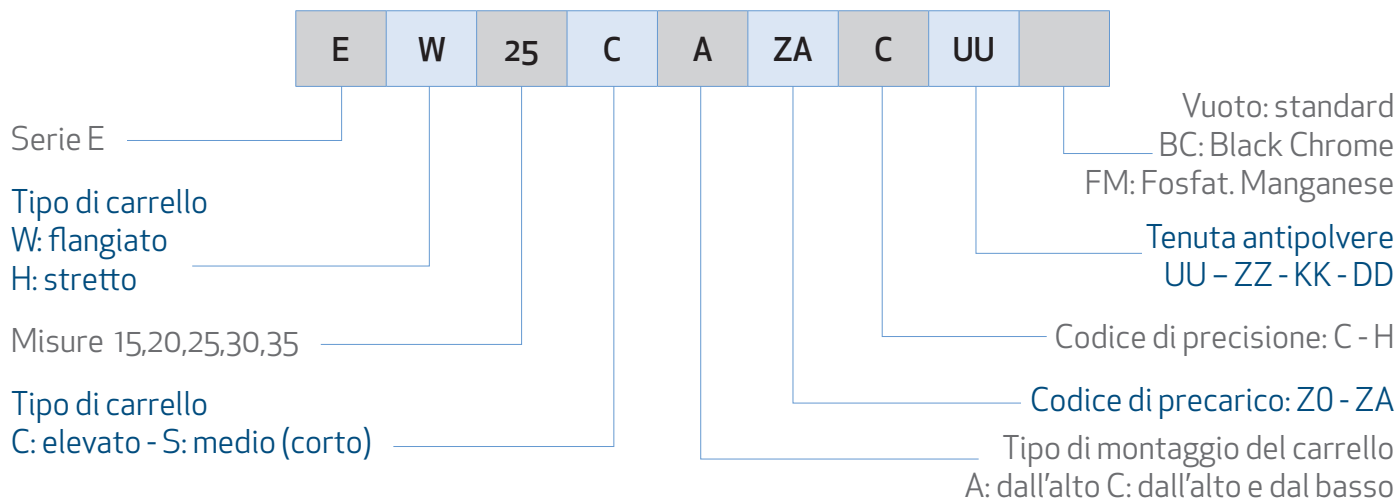 E W 25 C A ZA C UU
Serie E
Tipo di carrello
W: flangiato
H: stretto
Misure 15,20,25,30,35
Tipo di carrello
C: elevato - S: medio (corto)
Vuoto: standard
BC: Black Chrome
FM: Fosfat. Manganese
Tenuta antipolvere
UU – ZZ - KK - DD
Codice di precisione: C - H
Codice di precarico: Z0 - ZA
Tipo di montaggio del carrello
A: dall'alto C: dall'alto e dal basso